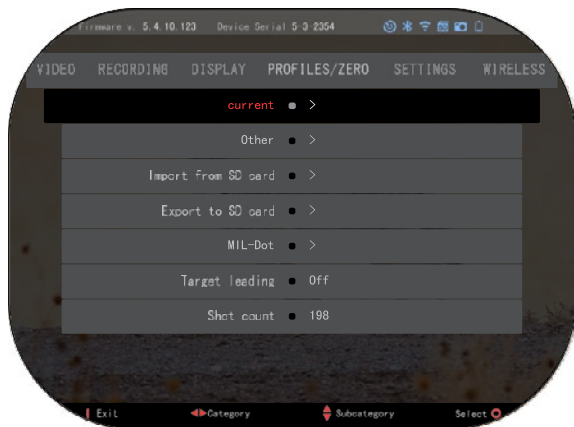 Firmware v. 5.4.10.123 Device Serial 5-3-2354
VIDEO RECORDING DISPLAY PROFILES/ZERO SETTINGS WIRELESS
current >
Other >
Import from SD card >
Export to SD card >
MIL-Dot >
Target leading Off
Shot count 198
Exit Category Subcategory Select